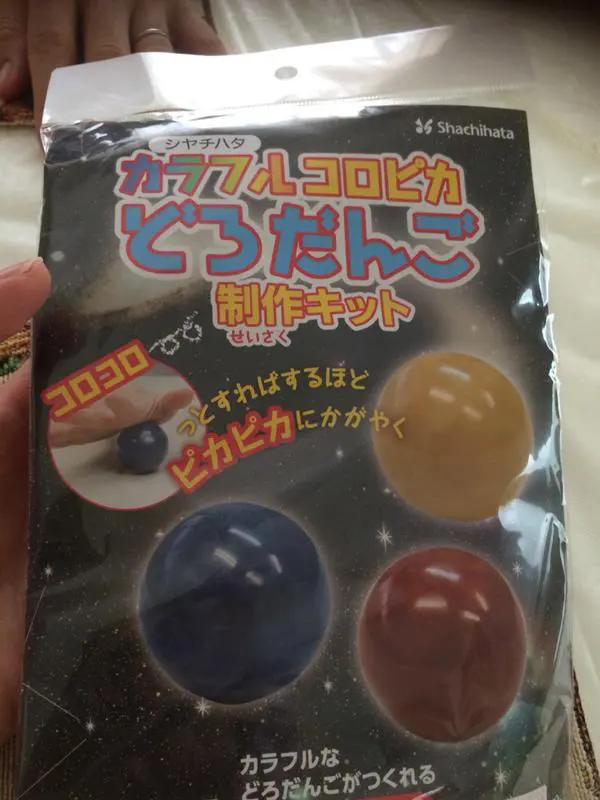 Shachihata
シヤチハタ
カラフルコロピカ
どろだんご
制作キット
せいさく
コロコロ
っとすればするほど
ピカピカにかがやく
カラフルな
どろだんごがつくれる